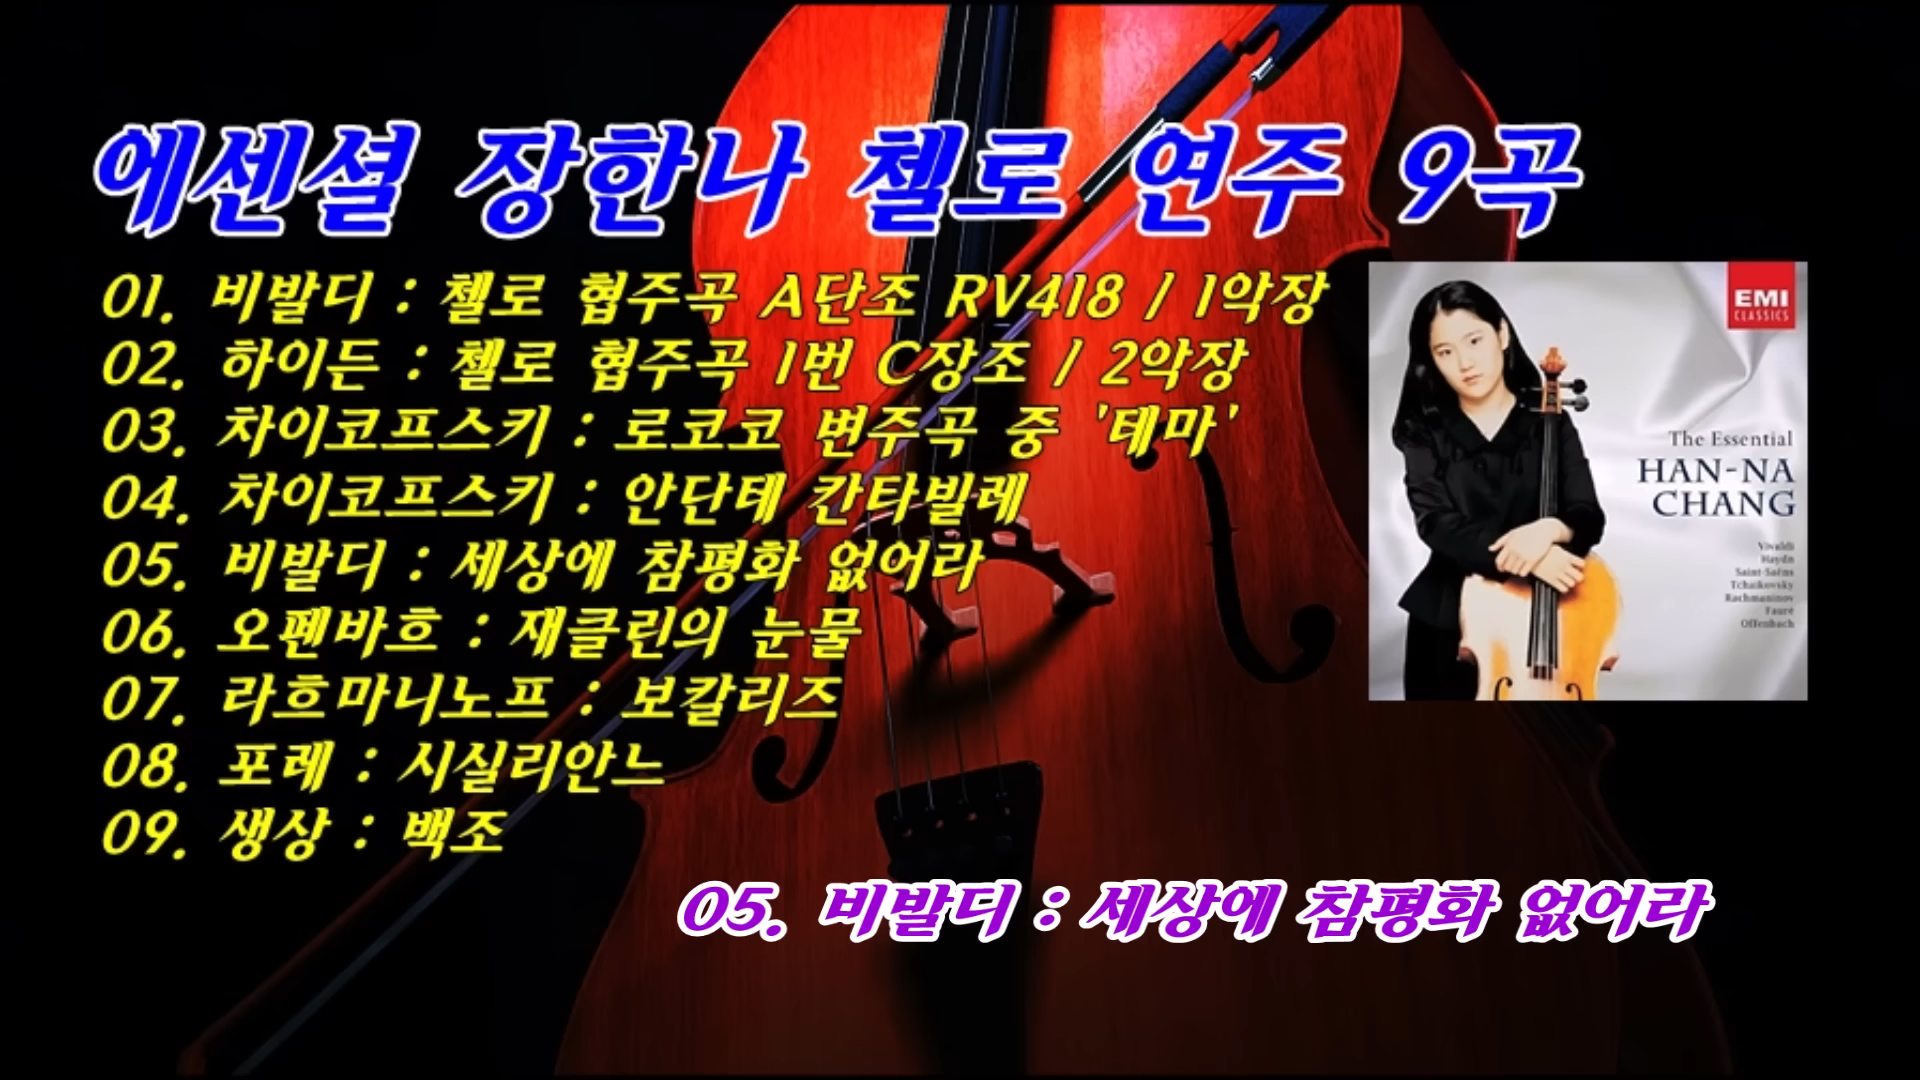 에센셜 장한나 첼로 연주 9곡
01. 비발디 : 첼로 협주곡 A단조 RV418 / 1악장
02. 하이든 : 첼로 협주곡 1번 C장조 / 2악장
03. 차이코프스키 : 로코코 변주곡 중 '테마'
04. 차이코프스키 : 안단테 칸타빌레
05. 비발디 : 세상에 참평화 없어라
06. 오펜바흐 : 재클린의 눈물
07. 라흐마니노프 : 보칼리즈
08. 포레 : 시실리안느
09. 생상 : 백조
EMI
CLASSICS
The Essential
HAN-NA
CHANG
Vivaldi
Haydn
Saint-Saëns
Tchaikovsky
Rachmaninov
Fauré
Offenbach
05. 비발디 : 세상에 참평화 없어라